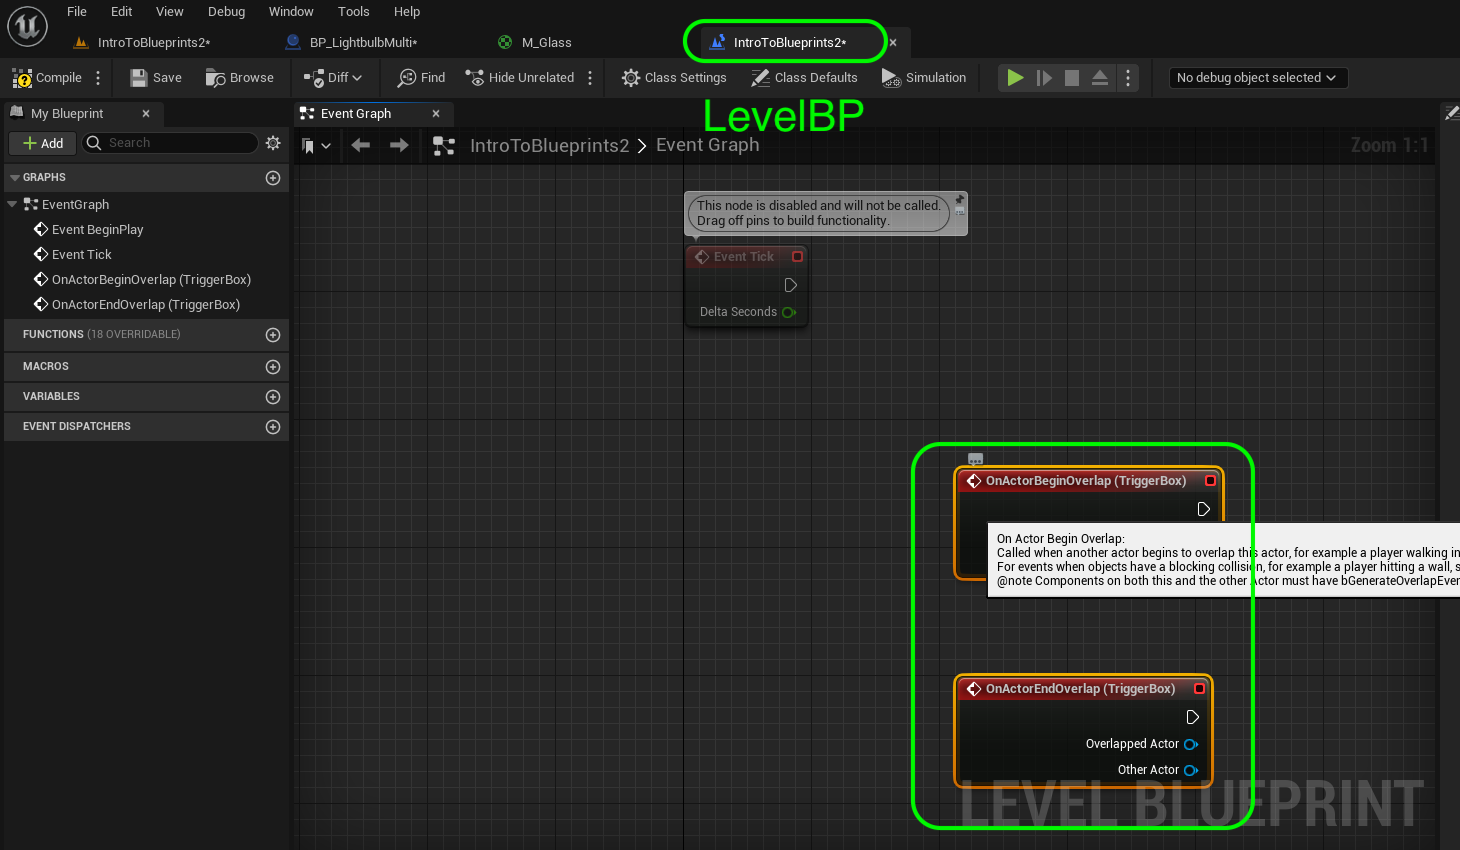 File Edit View Debug Window Tools Help
IntroToBlueprints2* BP_LightbulbMulti* M_Glass IntroToBlueprints2*
Compile Save Browse Diff Find Hide Unrelated Class Settings Class Defaults Simulation No debug object selected
My Blueprint Event Graph LevelBP
Add Search IntroToBlueprints2 > Event Graph Zoom 1:1
GRAPHS
EventGraph
Event BeginPlay
Event Tick
OnActorBeginOverlap (TriggerBox)
OnActorEndOverlap (TriggerBox)
FUNCTIONS (18 OVERRIDABLE)
MACROS
VARIABLES
EVENT DISPATCHERS
This node is disabled and will not be called.
Drag off pins to build functionality.
Event Tick
Delta Seconds
OnActorBeginOverlap (TriggerBox)
On Actor Begin Overlap:
Called when another actor begins to overlap this actor, for example a player walking in
For events when objects have a blocking collision, for example a player hitting a wall, s
@note Components on both this and the other Actor must have bGenerateOverlapEven
OnActorEndOverlap (TriggerBox)
Overlapped Actor
Other Actor
LEVEL BLUEPRINT